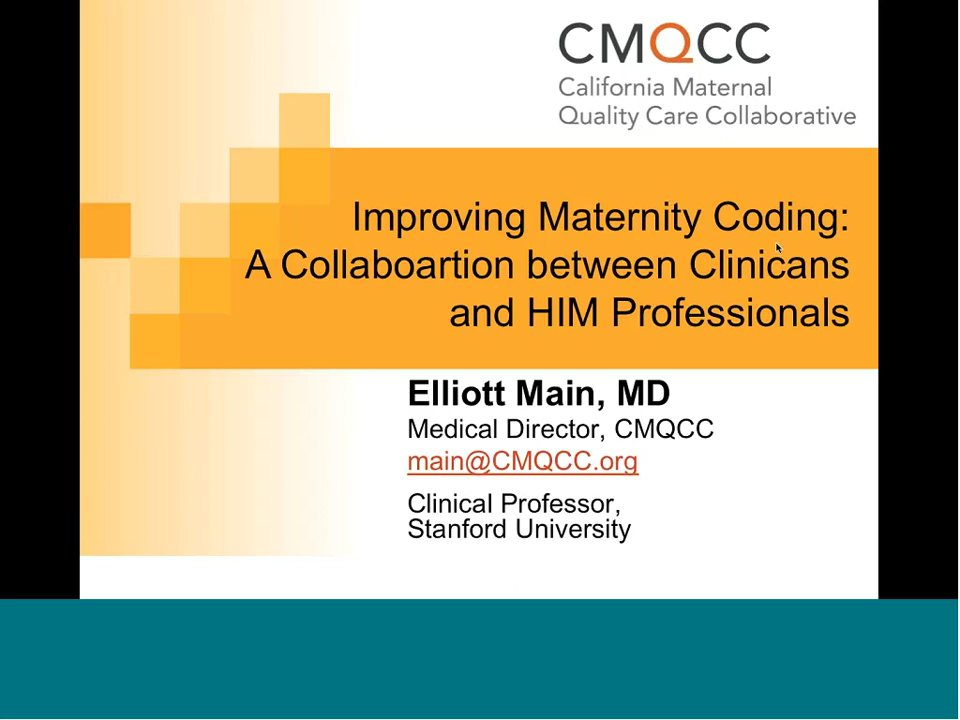 CMQCC
California Maternal
Quality Care Collaborative
Improving Maternity Coding:
A Collaboartion between Clinicans
and HIM Professionals
Elliott Main, MD
Medical Director, CMQCC
main@CMQCC.org
Clinical Professor,
Stanford University